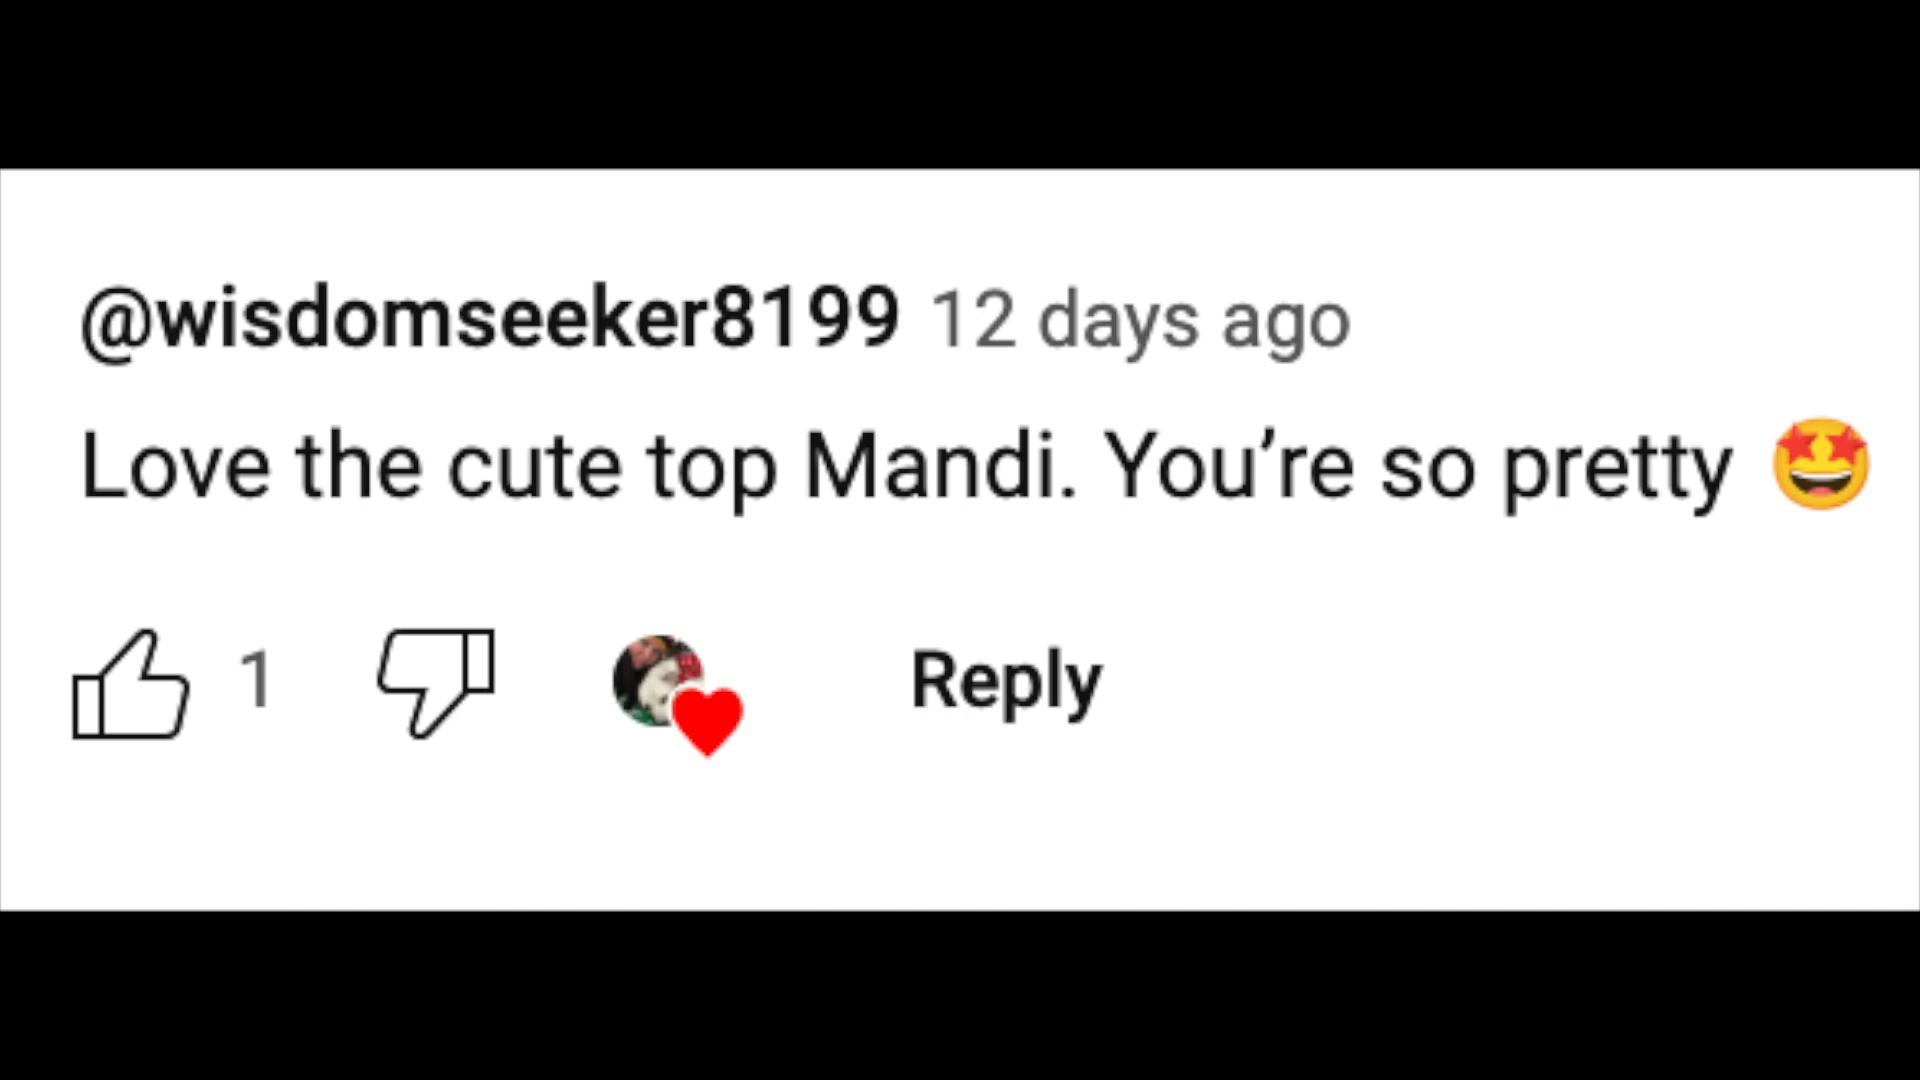 @wisdomseeker8199 12 days ago
Love the cute top Mandi. You’re so pretty 🤩
1 Reply